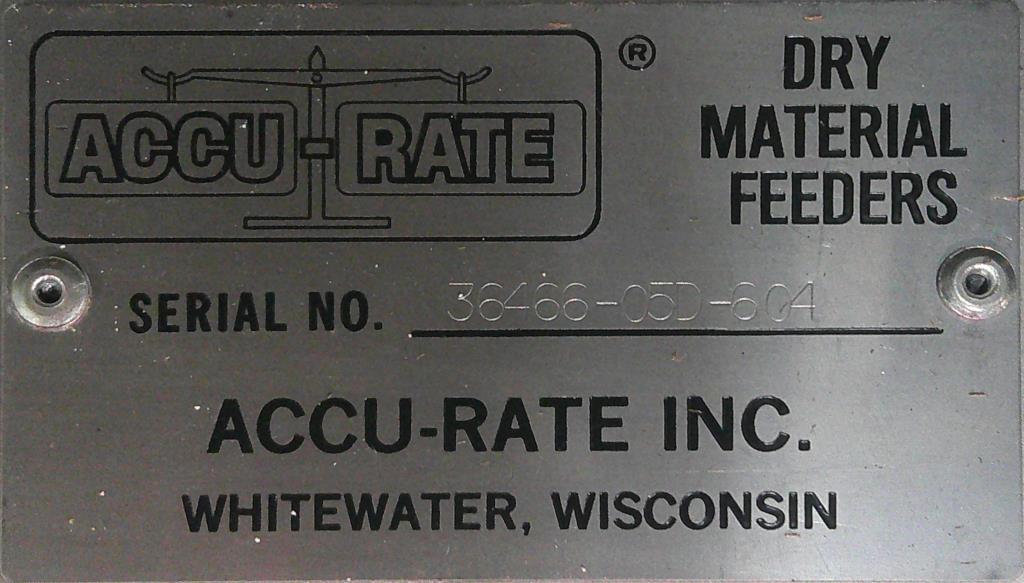 ACCU-RATE ®
DRY
MATERIAL
FEEDERS
SERIAL NO. 36466-05D-604
ACCU-RATE INC.
WHITEWATER, WISCONSIN